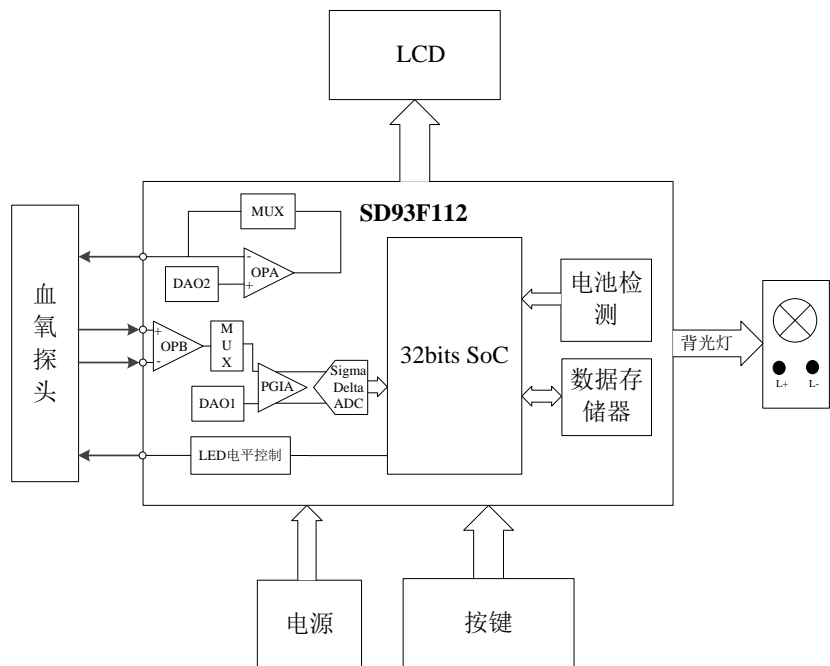 LCD
SD93F112
MUX
OPA
-
+
DAO2
血氧探头
+
-
OPB
MUX
PGIA
DAO1
Sigma
Delta
ADC
32bits SoC
LED电平控制
电池检
测
数据存
储器
背光灯
L+
L-
电源
按键